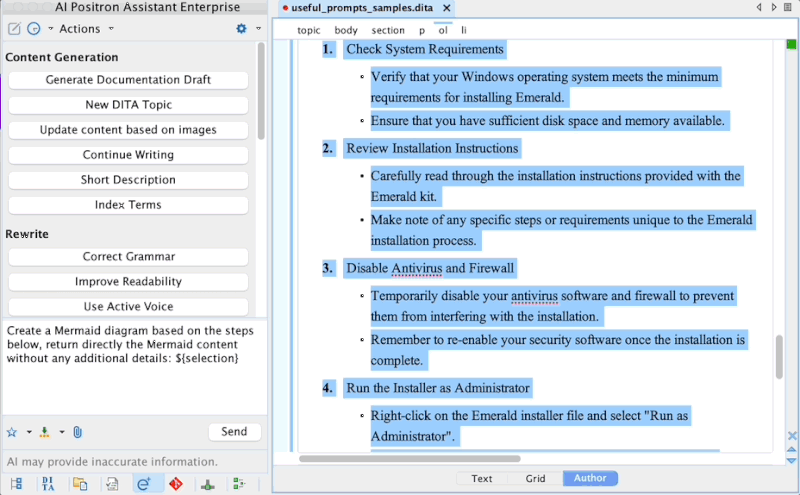 AI Positron Assistant Enterprise
Actions
Content Generation
Generate Documentation Draft
New DITA Topic
Update content based on images
Continue Writing
Short Description
Index Terms
Rewrite
Correct Grammar
Improve Readability
Use Active Voice
Create a Mermaid diagram based on the steps
below, return directly the Mermaid content
without any additional details: ${selection}
Send
AI may provide inaccurate information.
DI
TA
useful_prompts_samples.dita
topic body section p ol li
1. Check System Requirements
Verify that your Windows operating system meets the minimum
requirements for installing Emerald.
Ensure that you have sufficient disk space and memory available.
2. Review Installation Instructions
Carefully read through the installation instructions provided with the
Emerald kit.
Make note of any specific steps or requirements unique to the Emerald
installation process.
3. Disable Antivirus and Firewall
Temporarily disable your antivirus software and firewall to prevent
them from interfering with the installation.
Remember to re-enable your security software once the installation is
complete.
4. Run the Installer as Administrator
Right-click on the Emerald installer file and select "Run as
Administrator".
Text Grid Author